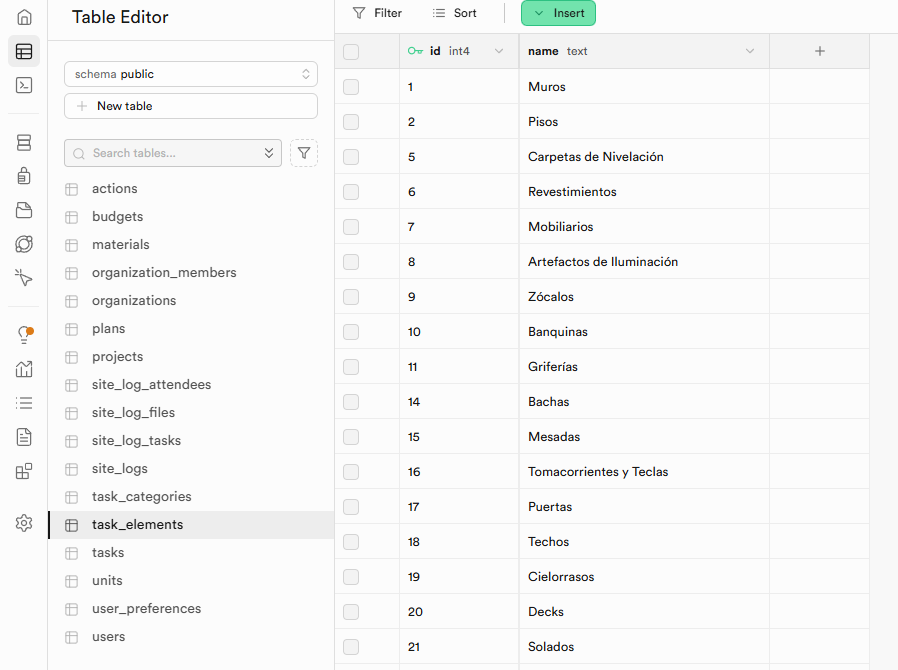 Table Editor
schema public
New table
Search tables...
actions
budgets
materials
organization_members
organizations
plans
projects
site_log_attendees
site_log_files
site_log_tasks
site_logs
task_categories
task_elements
tasks
units
user_preferences
users
Filter Sort Insert
id int4 name text
1 Muros
2 Pisos
5 Carpetas de Nivelación
6 Revestimientos
7 Mobiliarios
8 Artefactos de Iluminación
9 Zócalos
10 Banquinas
11 Griferías
14 Bachas
15 Mesadas
16 Tomacorrientes y Teclas
17 Puertas
18 Techos
19 Cielorrasos
20 Decks
21 Solados